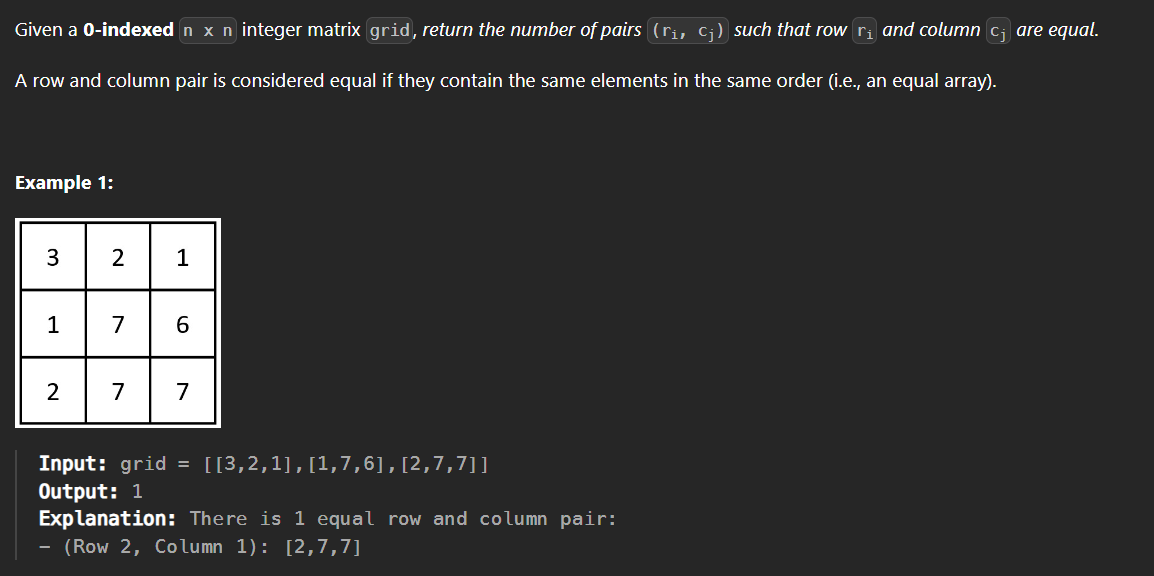 Given a 0-indexed n x n integer matrix grid, return the number of pairs (ri, cj) such that row ri and column cj are equal.
A row and column pair is considered equal if they contain the same elements in the same order (i.e., an equal array).
Example 1:
3 2 1
1 7 6
2 7 7
Input: grid = [[3,2,1],[1,7,6],[2,7,7]]
Output: 1
Explanation: There is 1 equal row and column pair:
- (Row 2, Column 1): [2,7,7]